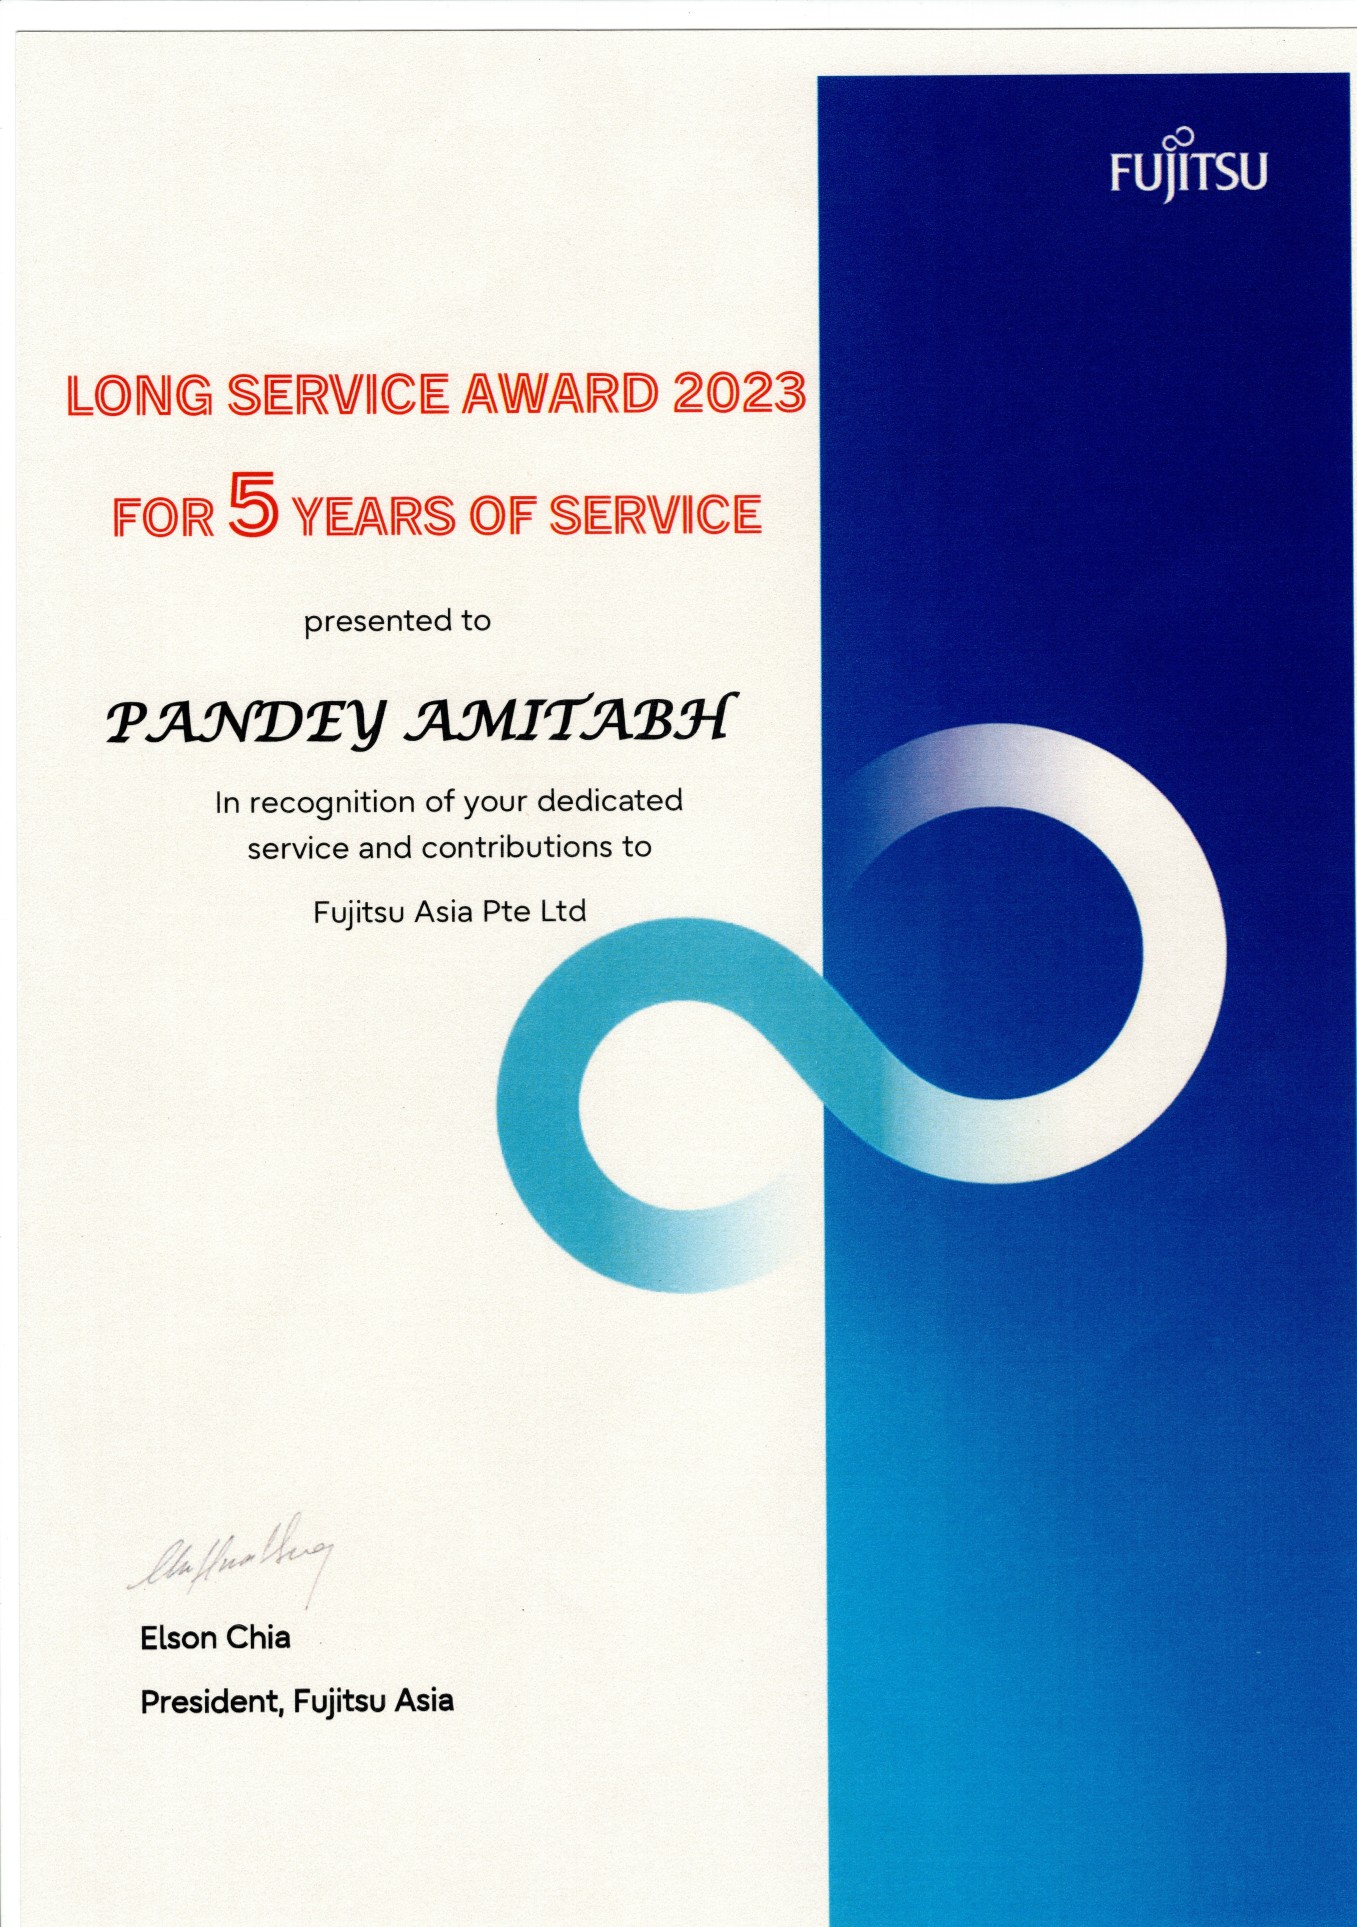 FUJITSU
LONG SERVICE AWARD 2023
FOR 5 YEARS OF SERVICE
presented to
PANDEY AMITABH
In recognition of your dedicated
service and contributions to
Fujitsu Asia Pte Ltd
Elson Chia
President, Fujitsu Asia